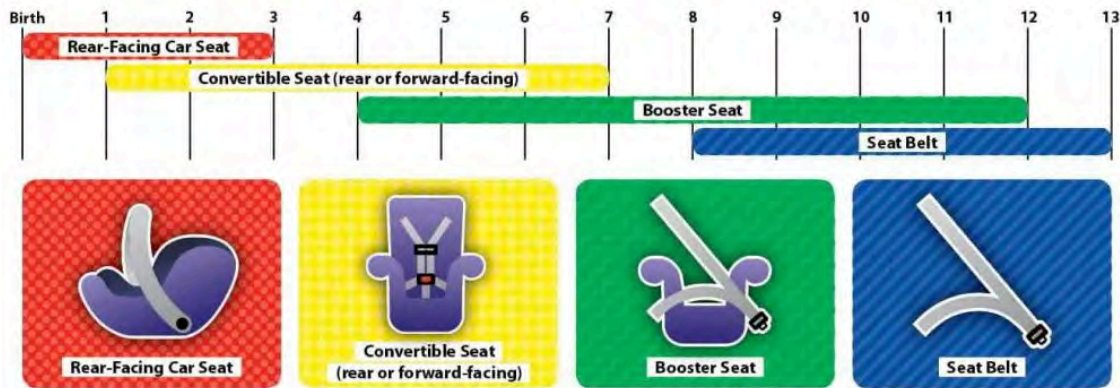 Birth 1 2 3 4 5 6 7 8 9 10 11 12 13
Rear-Facing Car Seat
Convertible Seat (rear or forward-facing)
Booster Seat
Seat Belt
Rear-Facing Car Seat
Convertible Seat
(rear or forward-facing)
Booster Seat
Seat Belt